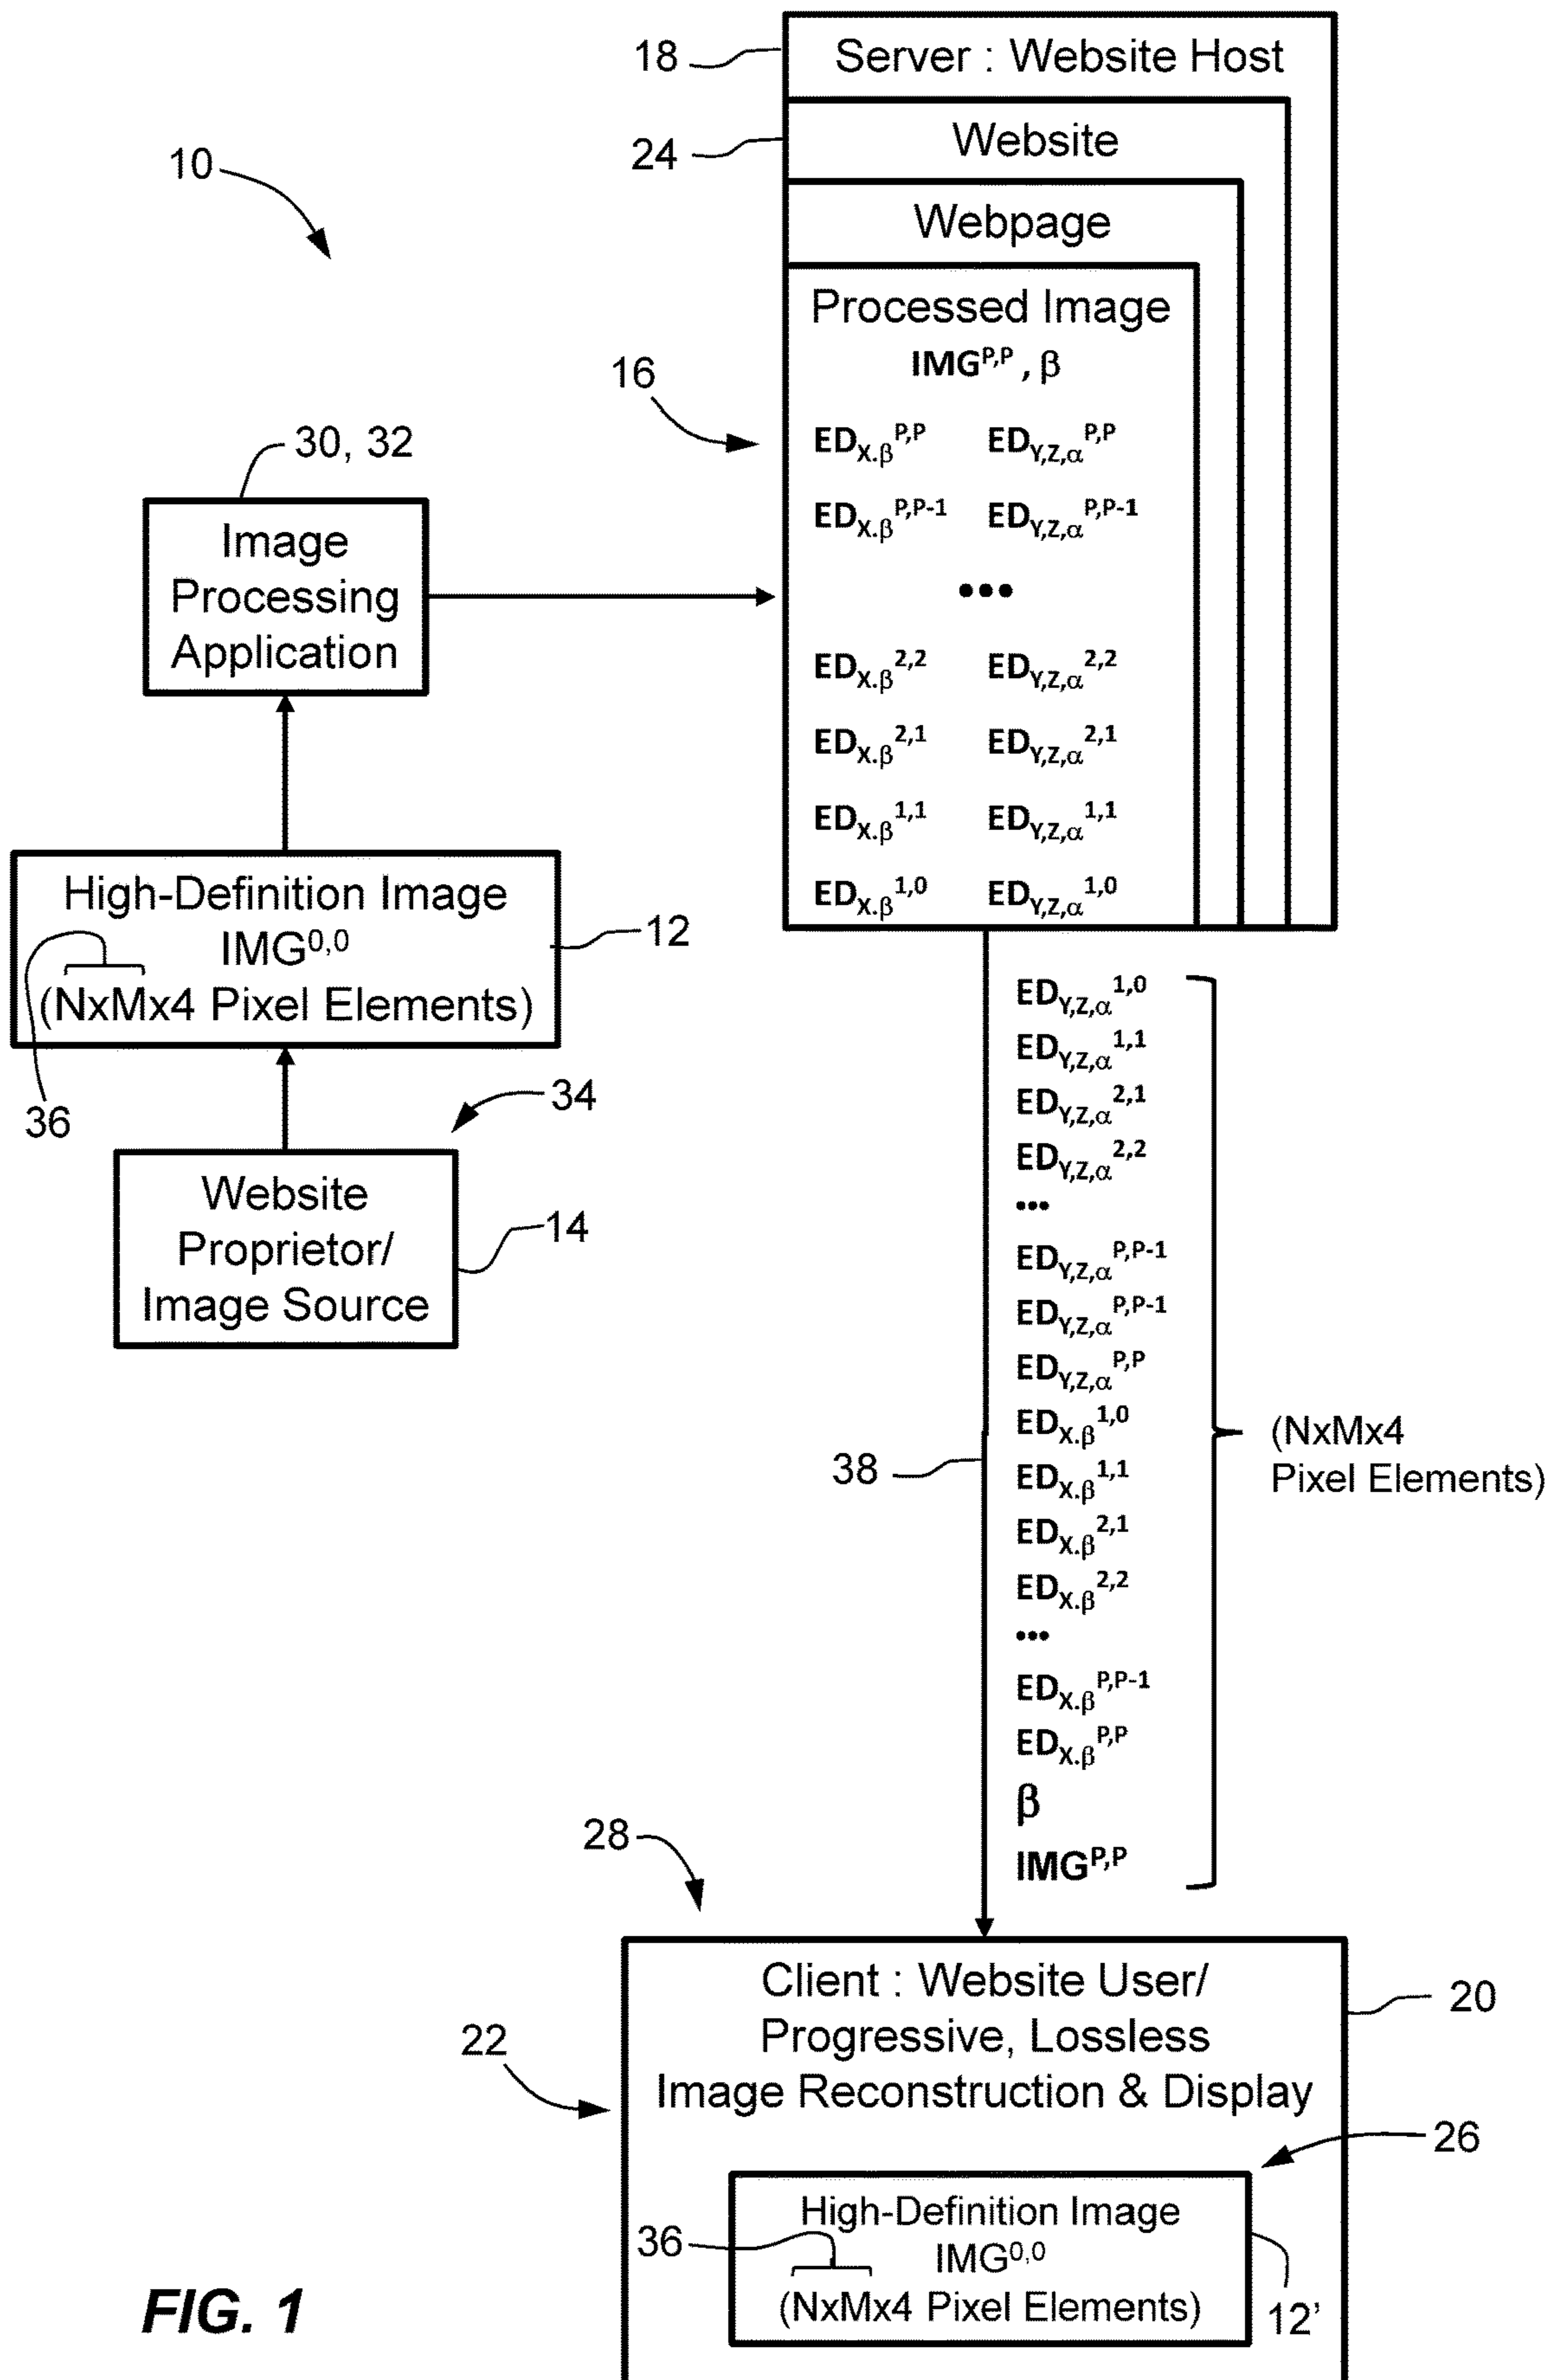 18
Server : Website Host
24
Website
10
Webpage
Processed Image
IMG^P,P , β
16
ED_X.β^P,P ED_Y,Z,α^P,P
ED_X.β^P,P-1 ED_Y,Z,α^P,P-1
•••
ED_X.β^2,2 ED_Y,Z,α^2,2
ED_X.β^2,1 ED_Y,Z,α^2,1
ED_X.β^1,1 ED_Y,Z,α^1,1
ED_X.β^1,0 ED_Y,Z,α^1,0
30, 32
Image
Processing
Application
High-Definition Image
IMG^0,0
(NxMx4 Pixel Elements)
12
36
34
Website
Proprietor/
Image Source
14
ED_Y,Z,α^1,0
ED_Y,Z,α^1,1
ED_Y,Z,α^2,1
ED_Y,Z,α^2,2
•••
ED_Y,Z,α^P,P-1
ED_Y,Z,α^P,P-1
ED_Y,Z,α^P,P
ED_X.β^1,0
ED_X.β^1,1
ED_X.β^2,1
ED_X.β^2,2
•••
ED_X.β^P,P-1
ED_X.β^P,P
β
IMG^P,P
(NxMx4
Pixel Elements)
38
28
Client : Website User/
Progressive, Lossless
Image Reconstruction & Display
20
22
26
High-Definition Image
IMG^0,0
(NxMx4 Pixel Elements)
36
12’
FIG. 1